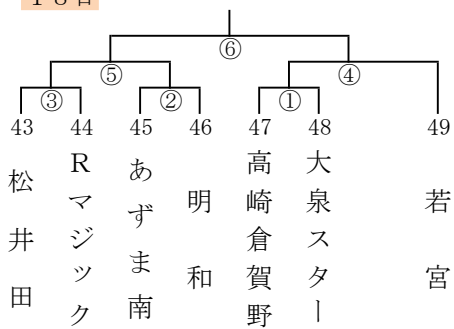 ⑥
⑤ ④
③ ② ①
43 44 45 46 47 48 49
松井田
Rマジック
あずま南
明和
高崎倉賀野
大泉スター
若宮